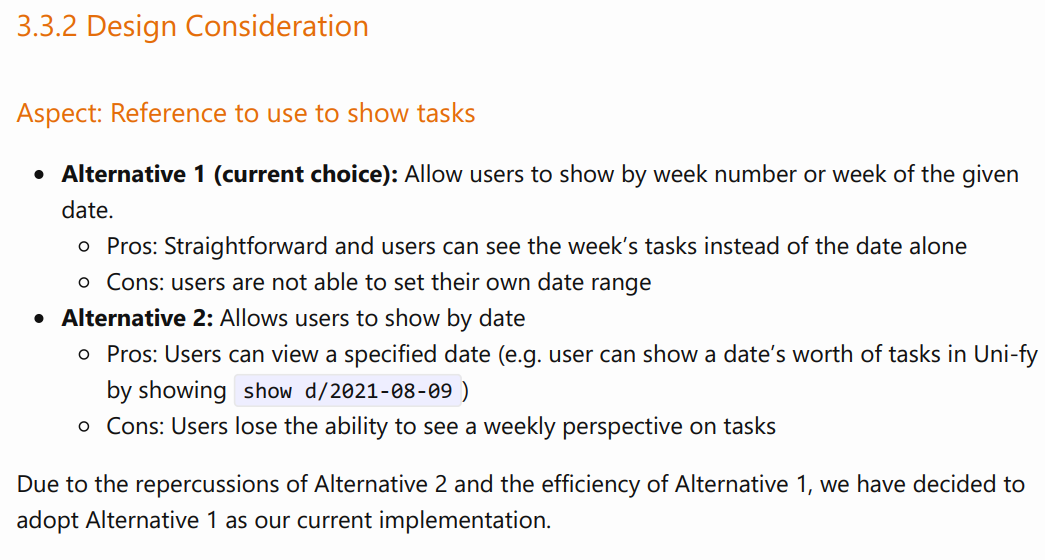 3.3.2 Design Consideration
Aspect: Reference to use to show tasks
• Alternative 1 (current choice): Allow users to show by week number or week of the given
date.
○ Pros: Straightforward and users can see the week’s tasks instead of the date alone
○ Cons: users are not able to set their own date range
• Alternative 2: Allows users to show by date
○ Pros: Users can view a specified date (e.g. user can show a date’s worth of tasks in Uni-fy
by showing show d/2021-08-09 )
○ Cons: Users lose the ability to see a weekly perspective on tasks
Due to the repercussions of Alternative 2 and the efficiency of Alternative 1, we have decided to
adopt Alternative 1 as our current implementation.